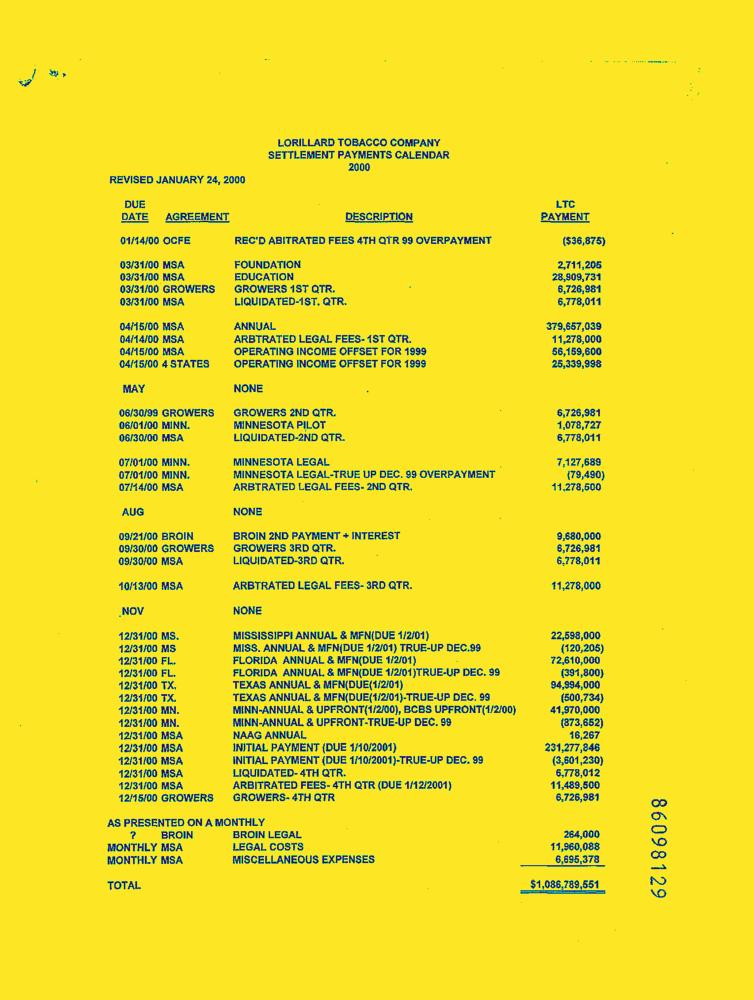 LORILLARD TOBACCO COMPANY
SETTLEMENT PAYMENTS CALENDAR
2000
REVISED JANUARY 24, 2000
DUE LTC
DATE AGREEMENT DESCRIPTION PAYMENT
01/14/00 OCFE REC'D ABITRATED FEES 4TH QTR 99 OVERPAYMENT ($36,875)
03/31/00 MSA FOUNDATION 2,711,205
03/31/00 MSA EDUCATION 28,909,731
03/31/00 GROWERS GROWERS 1ST QTR. 6,726,981
03/31/00 MSA LIQUIDATED-1ST. QTR. 6,778,011
04/15/00 MSA ANNUAL 379,657,039
04/14/00 MSA ARBTRATED LEGAL FEES- 1ST QTR. 11,278,000
04/15/00 MSA OPERATING INCOME OFFSET FOR 1999 56,159,600
04/15/00 4 STATES OPERATING INCOME OFFSET FOR 1999 25,339,998
MAY NONE
06/30/99 GROWERS GROWERS 2ND QTR. 6,726,981
06/01/00 MINN. MINNESOTA PILOT 1,078,727
06/30/00 MSA LIQUIDATED-2ND QTR. 6,778,011
07/01/00 MINN. MINNESOTA LEGAL 7,127,689
07/01/00 MINN. MINNESOTA LEGAL-TRUE UP DEC. 99 OVERPAYMENT (79,490)
07/14/00 MSA ARBTRATED LEGAL FEES- 2ND QTR. 11,278,500
AUG NONE
09/21/00 BROIN BROIN 2ND PAYMENT + INTEREST 9,680,000
09/30/00 GROWERS GROWERS 3RD QTR. 6,726,981
09/30/00 MSA LIQUIDATED-3RD QTR. 6,778,011
10/13/00 MSA ARBTRATED LEGAL FEES- 3RD QTR. 11,278,000
NOV NONE
12/31/00 MS. MISSISSIPPI ANNUAL & MFN(DUE 1/2/01) 22,598,000
12/31/00 MS MISS. ANNUAL & MFN(DUE 1/2/01) TRUE-UP DEC.99 (120,205)
12/31/00 FL. FLORIDA ANNUAL & MFN(DUE 1/2/01) 72,610,000
12/31/00 FL. FLORIDA ANNUAL & MFN(DUE 1/2/01)TRUE-UP DEC. 99 (391,800)
12/31/00 TX. TEXAS ANNUAL & MFN(DUE(1/2/01) 94,994,000
12/31/00 TX. TEXAS ANNUAL & MFN(DUE(1/2/01)-TRUE-UP DEC. 99 (500,734)
12/31/00 MN. MINN-ANNUAL & UPFRONT(1/2/00), BCBS UPFRONT(1/2/00) 41,970,000
12/31/00 MN. MINN-ANNUAL & UPFRONT-TRUE-UP DEC. 99 (873,652)
12/31/00 MSA NAAG ANNUAL 16,267
12/31/00 MSA INITIAL PAYMENT (DUE 1/10/2001) 231,277,846
12/31/00 MSA INITIAL PAYMENT (DUE 1/10/2001)-TRUE-UP DEC. 99 (3,601,230)
12/31/00 MSA LIQUIDATED- 4TH QTR. 6,778,012
12/31/00 MSA ARBITRATED FEES- 4TH QTR (DUE 1/12/2001) 11,489,500
12/15/00 GROWERS GROWERS- 4TH QTR 6,726,981
AS PRESENTED ON A MONTHLY
? BROIN BROIN LEGAL 264,000
MONTHLY MSA LEGAL COSTS 11,960,088
MONTHLY MSA MISCELLANEOUS EXPENSES 6,695,378
TOTAL $1,086,789,551
86098129